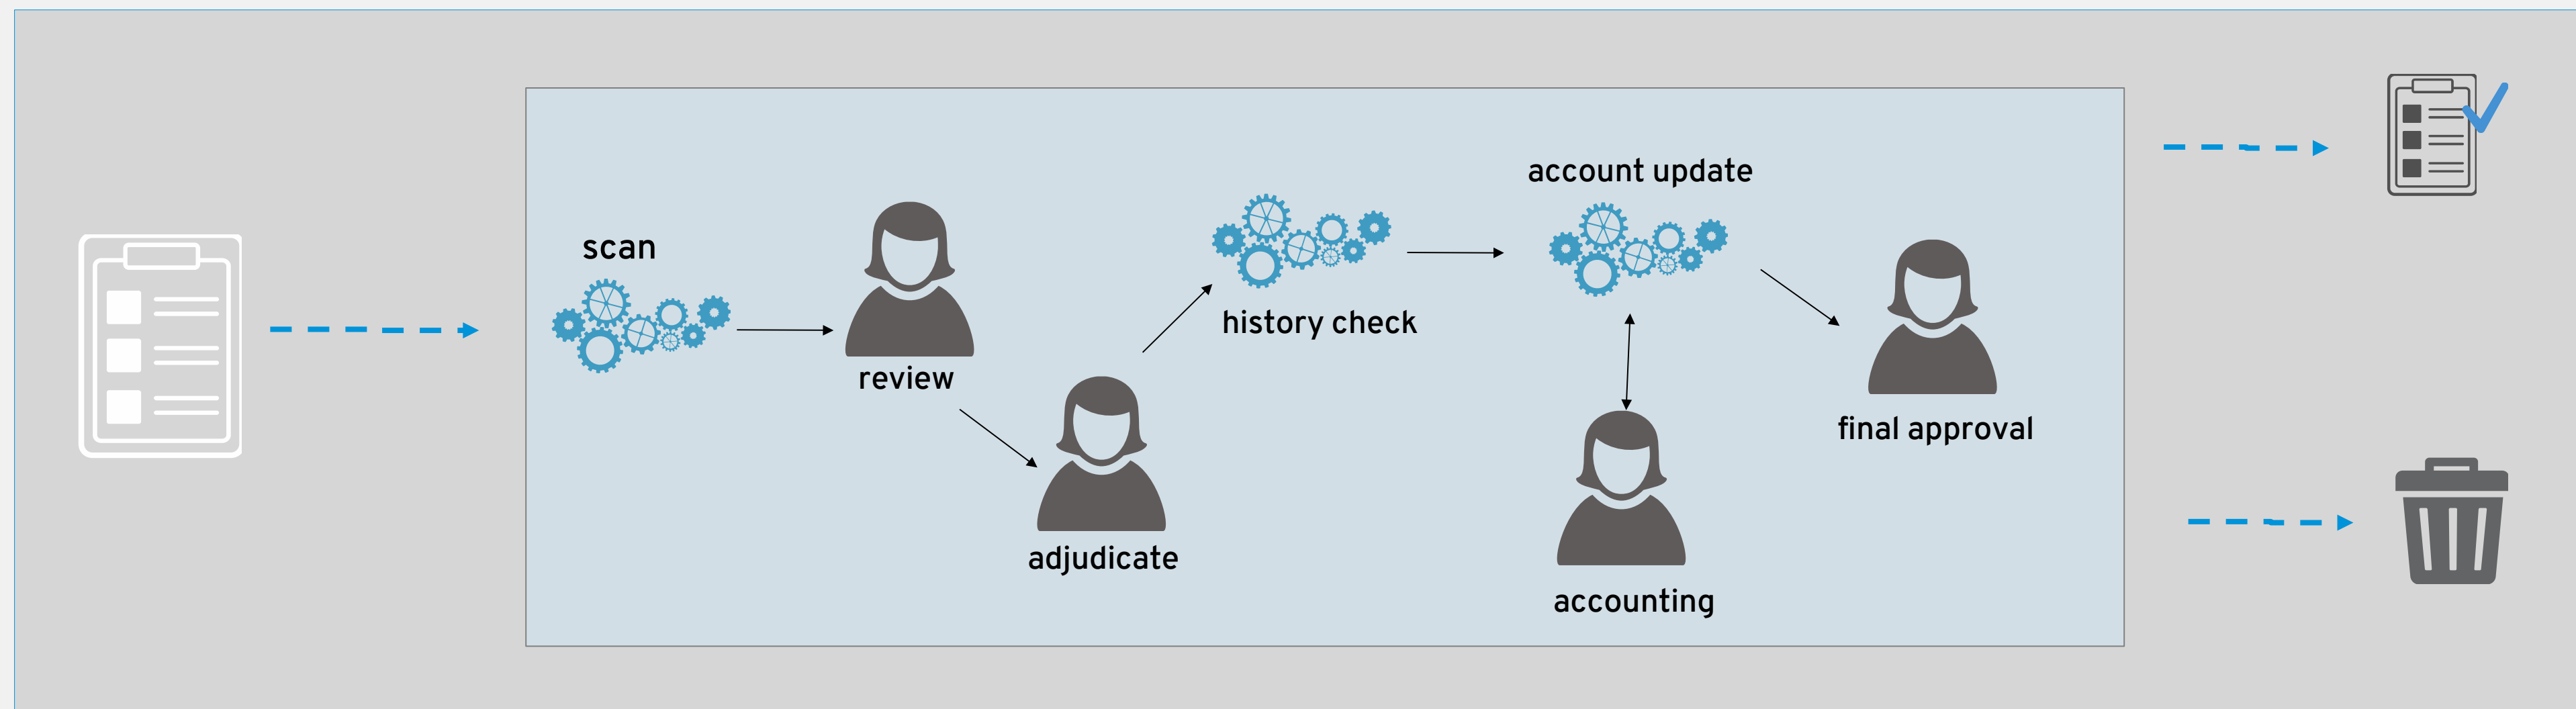 scan
review
adjudicate
history check
account update
accounting
final approval